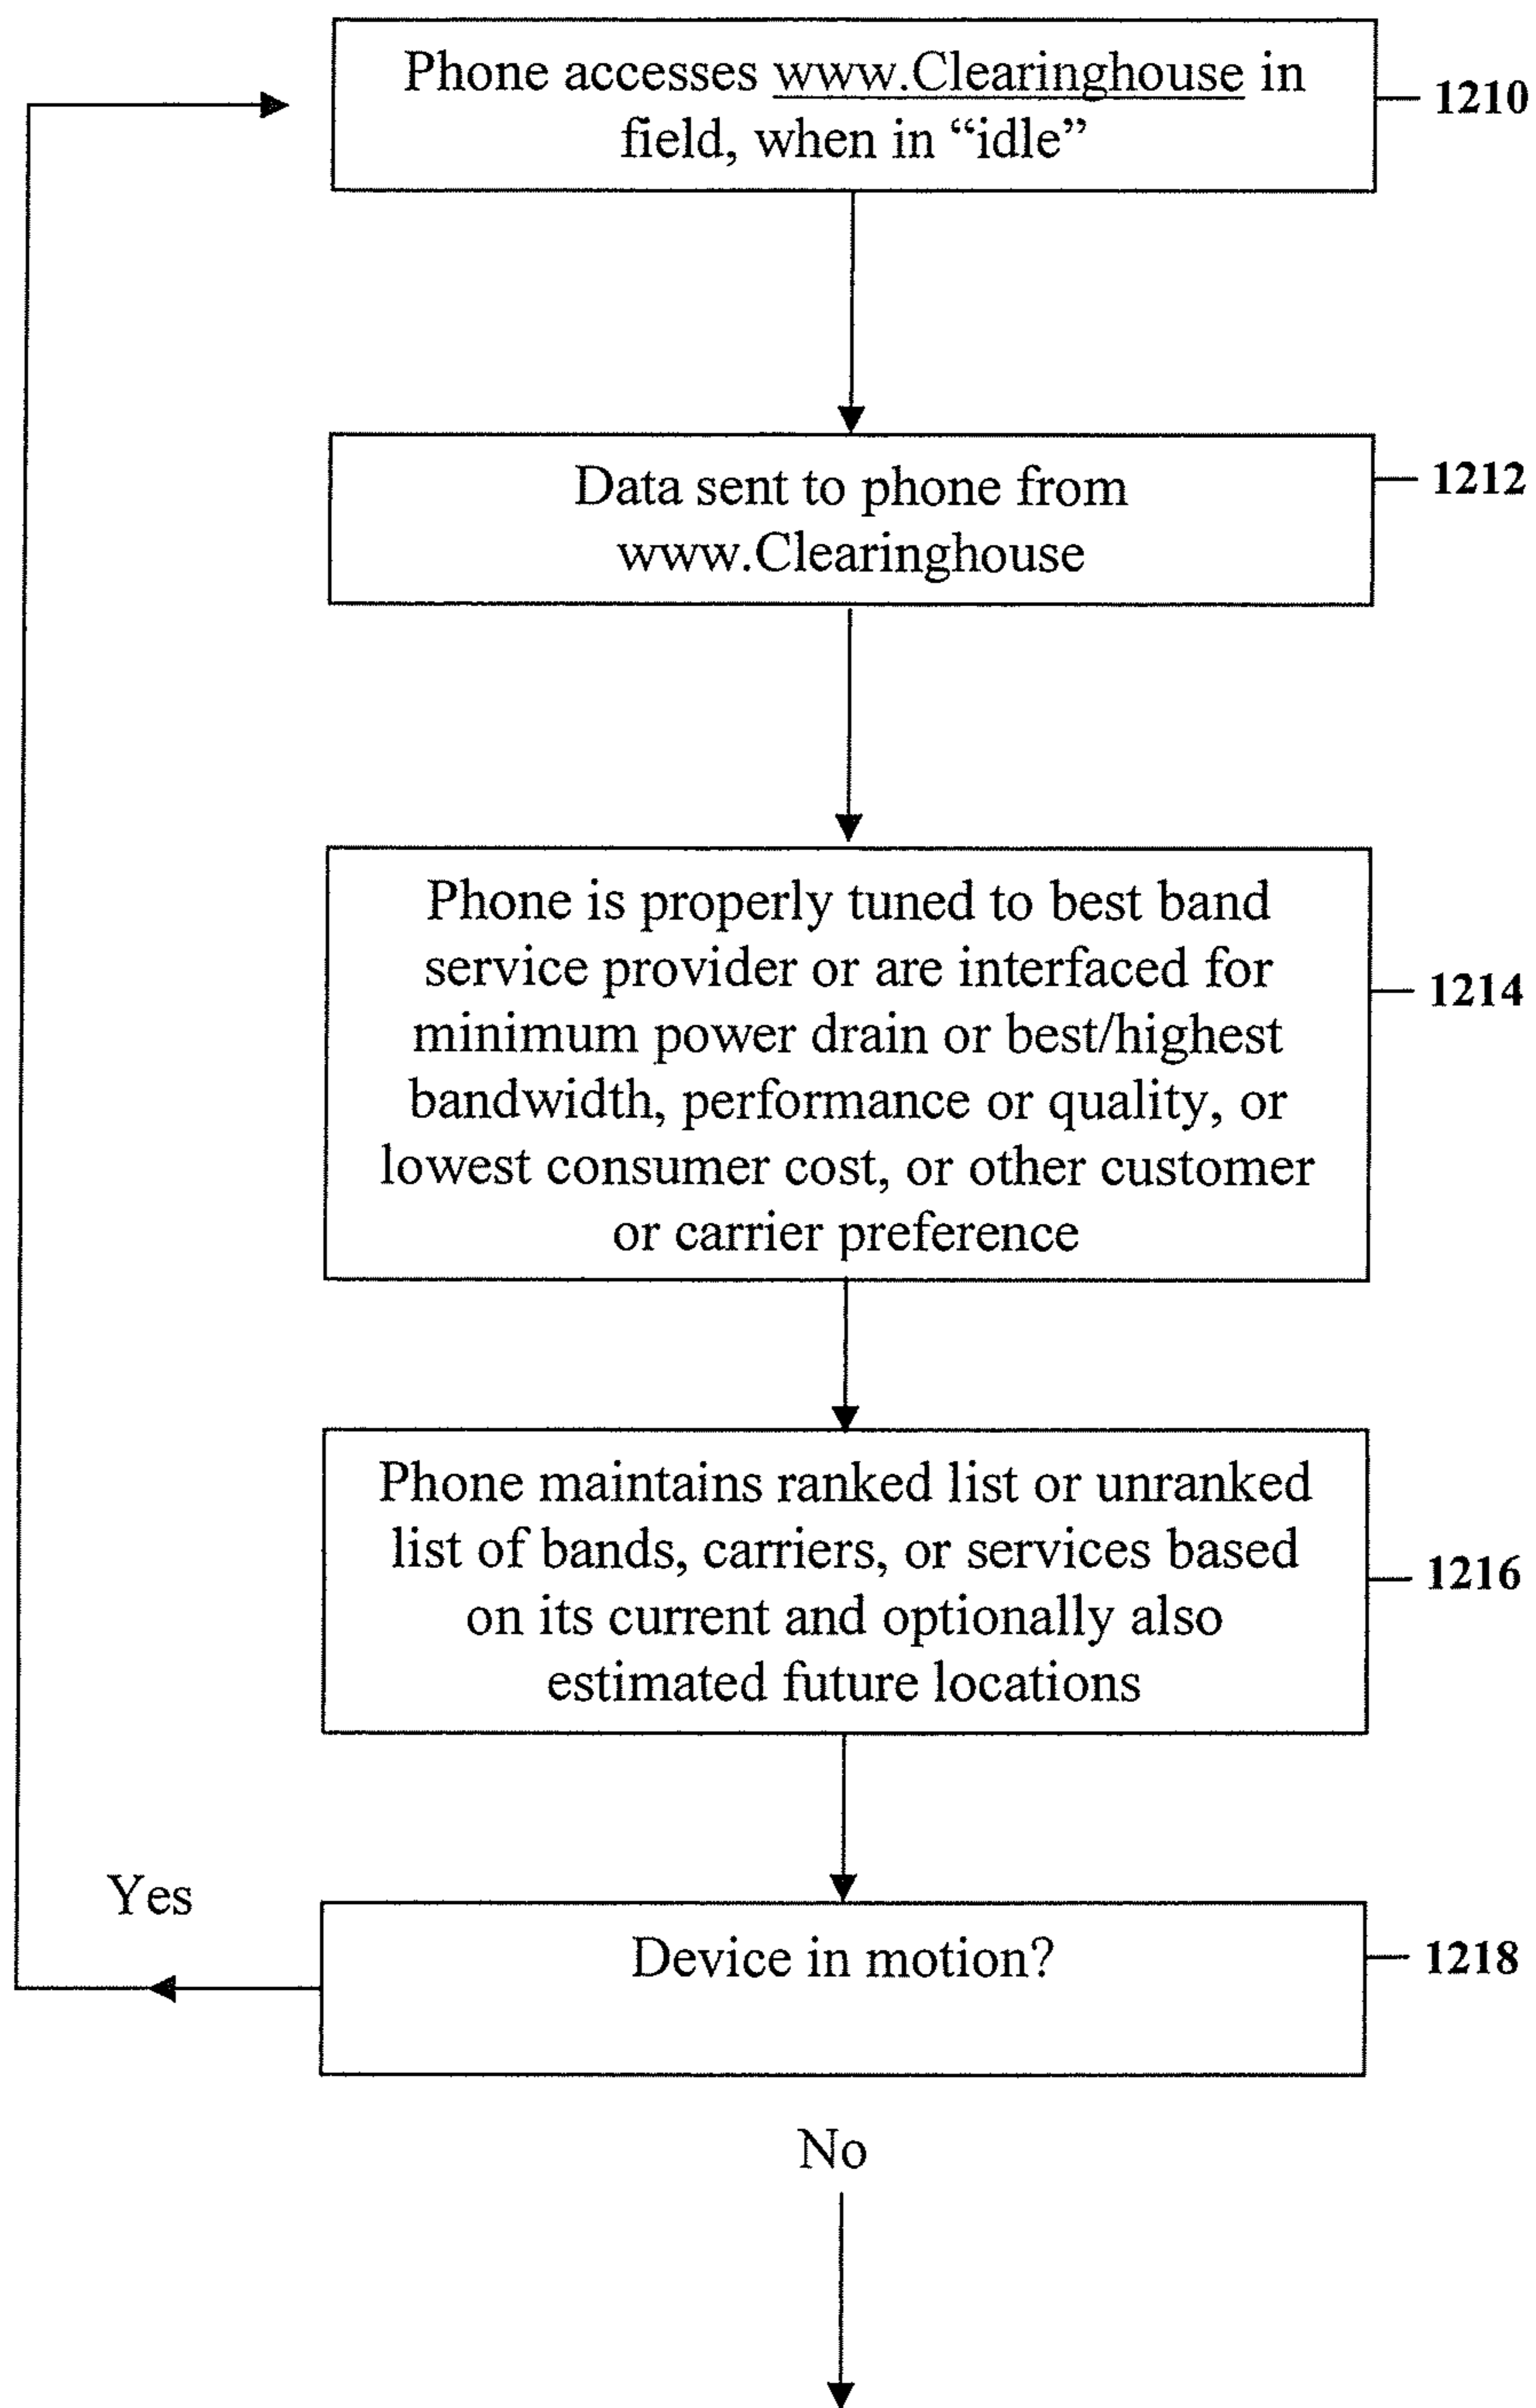 Phone accesses www.Clearinghouse in
field, when in “idle”
1210
Data sent to phone from
www.Clearinghouse
1212
Phone is properly tuned to best band
service provider or are interfaced for
minimum power drain or best/highest
bandwidth, performance or quality, or
lowest consumer cost, or other customer
or carrier preference
1214
Phone maintains ranked list or unranked
list of bands, carriers, or services based
on its current and optionally also
estimated future locations
1216
Yes
Device in motion?
1218
No